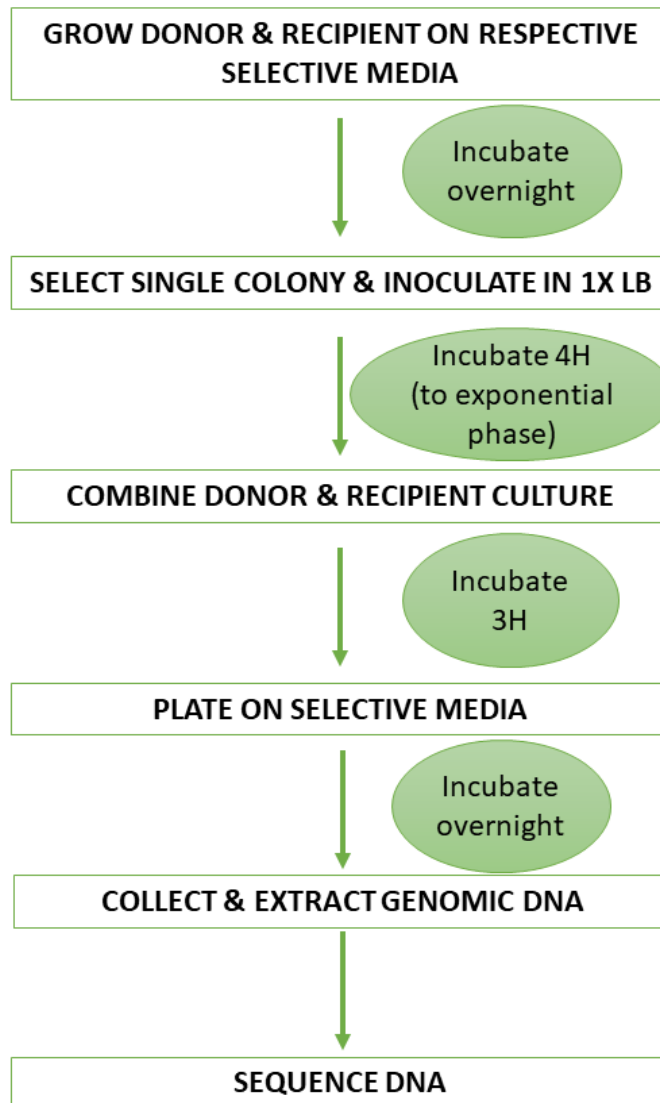 GROW DONOR & RECIPIENT ON RESPECTIVE
SELECTIVE MEDIA
Incubate
overnight
SELECT SINGLE COLONY & INOCULATE IN 1X LB
Incubate 4H
(to exponential
phase)
COMBINE DONOR & RECIPIENT CULTURE
Incubate
3H
PLATE ON SELECTIVE MEDIA
Incubate
overnight
COLLECT & EXTRACT GENOMIC DNA
SEQUENCE DNA